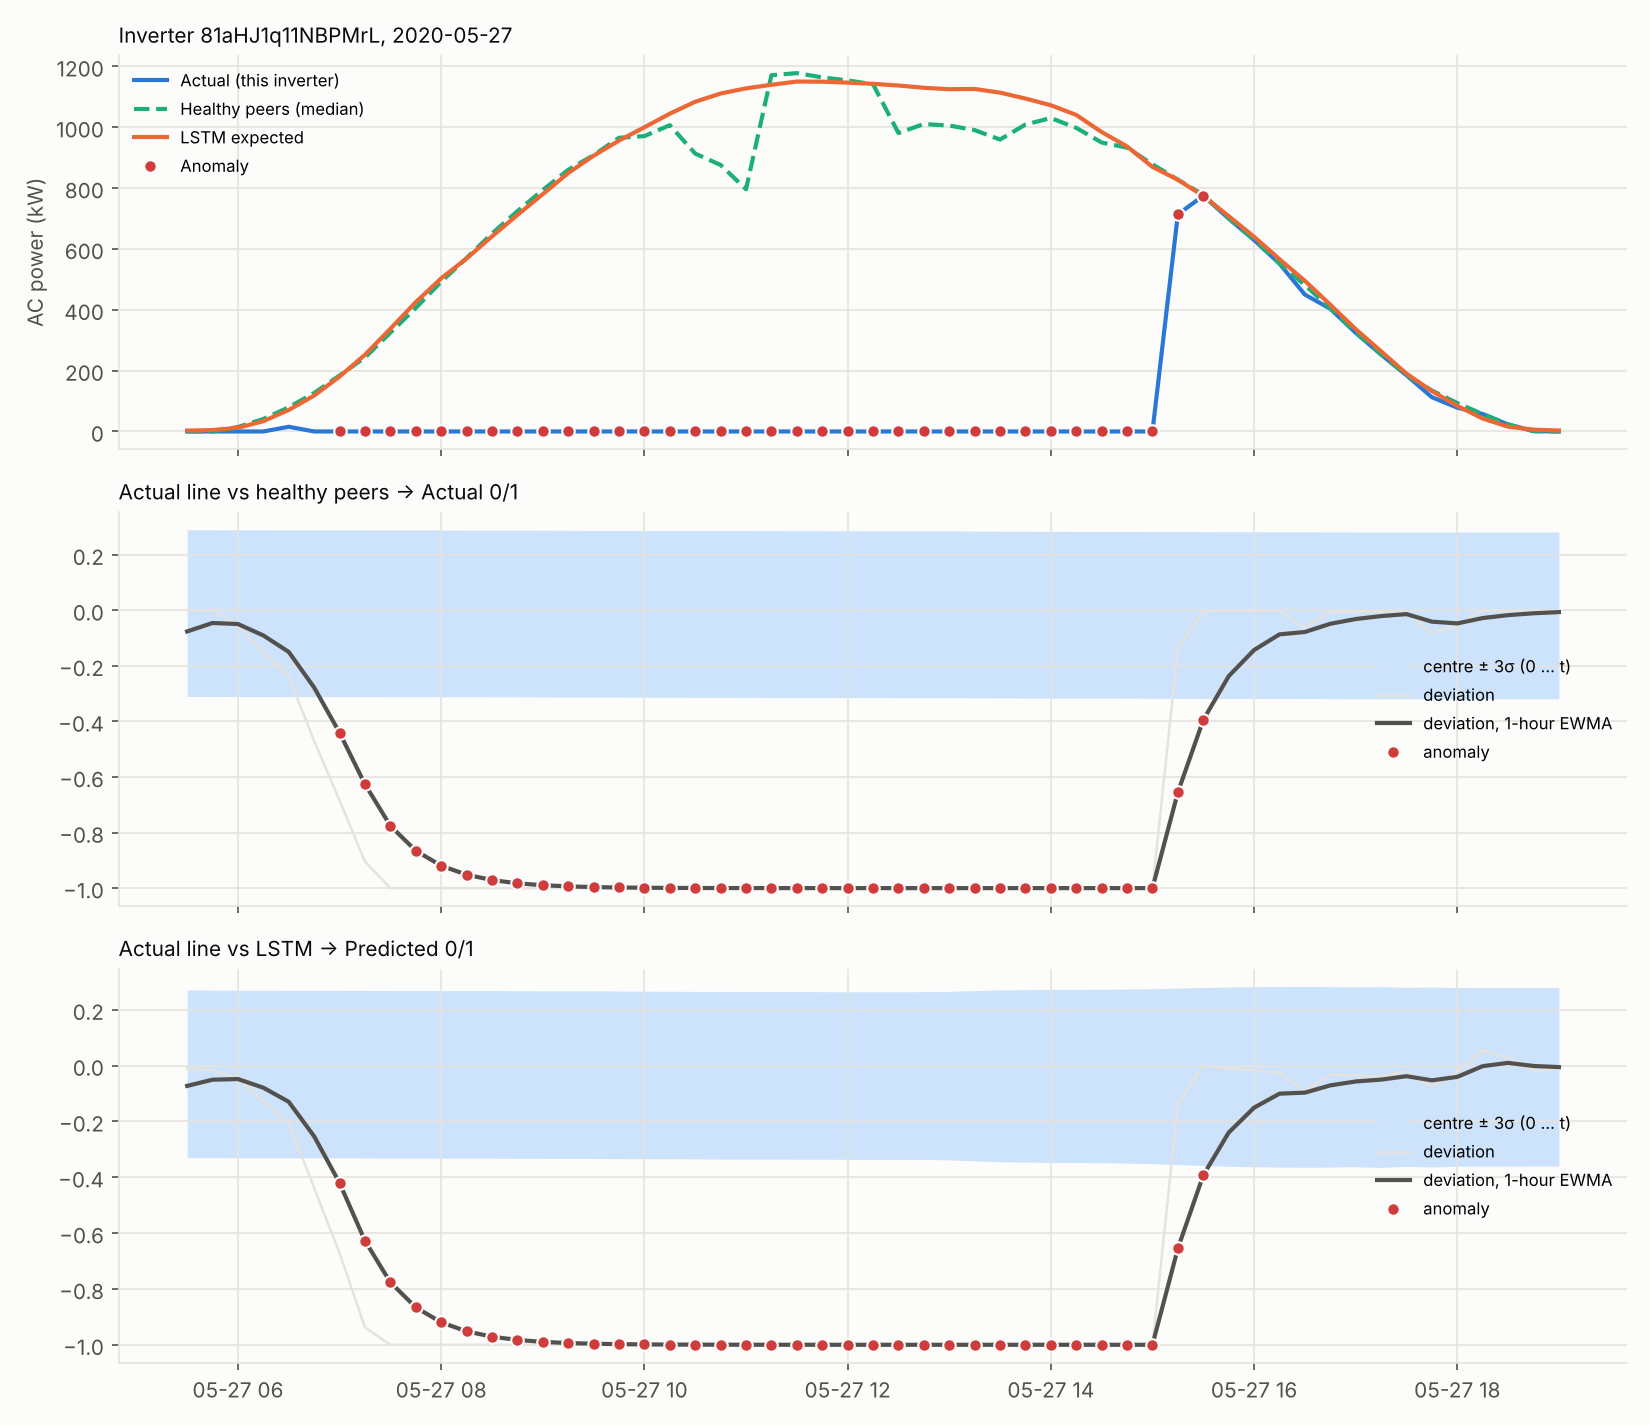 Inverter 81aHJ1q11NBPMrL, 2020-05-27
AC power (kW)
1200
1000
800
600
400
200
0
Actual (this inverter)
Healthy peers (median)
LSTM expected
Anomaly
Actual line vs healthy peers → Actual 0/1
0.2
0.0
−0.2
−0.4
−0.6
−0.8
−1.0
centre ± 3σ (0 … t)
deviation
deviation, 1-hour EWMA
anomaly
Actual line vs LSTM → Predicted 0/1
0.2
0.0
−0.2
−0.4
−0.6
−0.8
−1.0
centre ± 3σ (0 … t)
deviation
deviation, 1-hour EWMA
anomaly
05-27 06
05-27 08
05-27 10
05-27 12
05-27 14
05-27 16
05-27 18